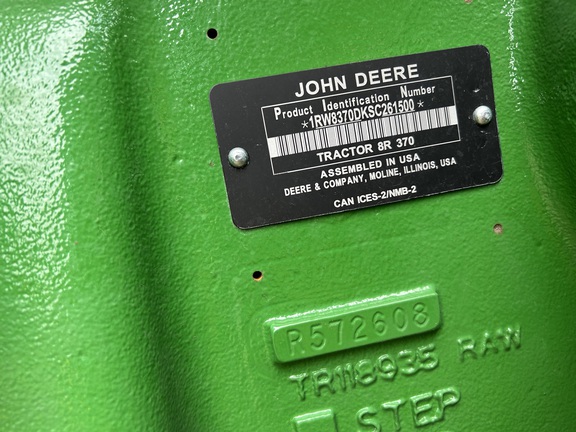 JOHN DEERE
Product Identification Number
*1RW8370DKSC261500*
TRACTOR 8R 370
ASSEMBLED IN USA
DEERE & COMPANY, MOLINE, ILLINOIS, USA
CAN ICES-2/NMB-2
R572608
TR118935 RAW
STEP